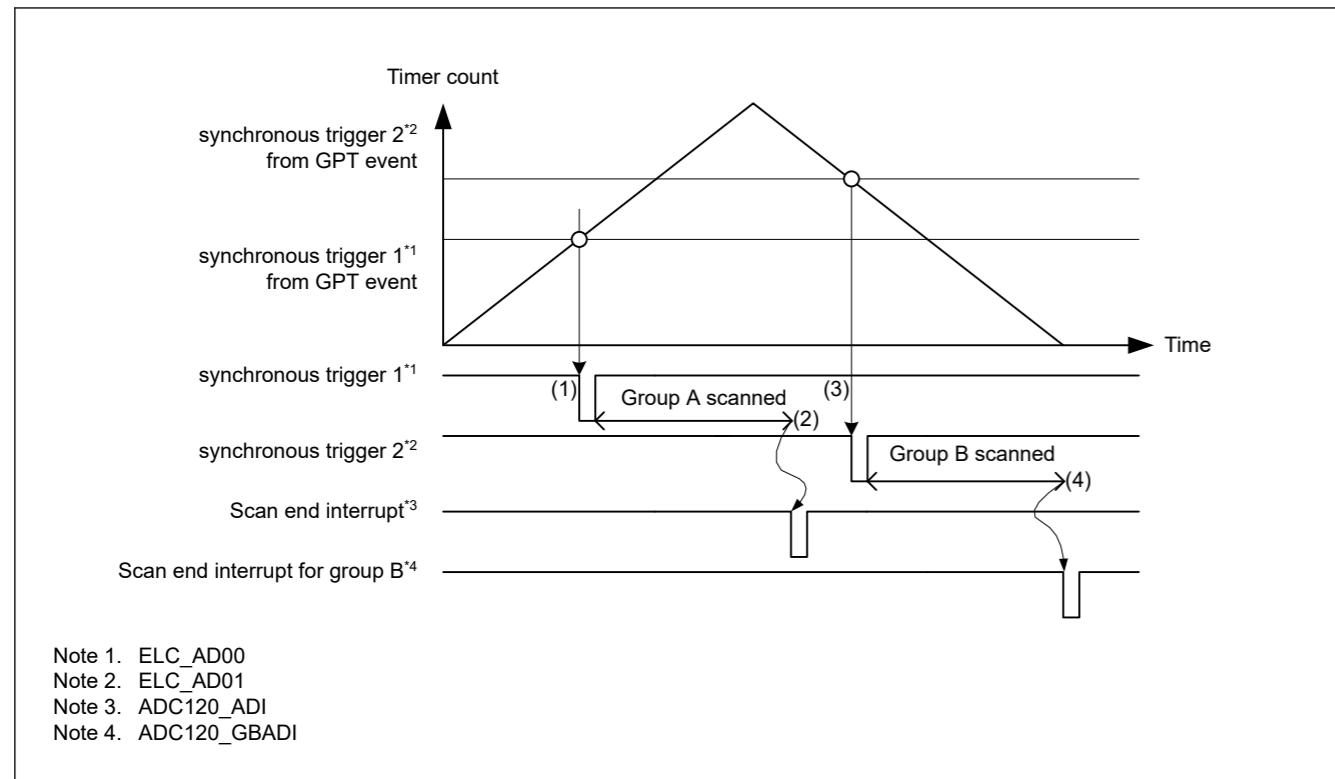 Timer count
synchronous trigger 2*2
from GPT event
synchronous trigger 1*1
from GPT event
Time
synchronous trigger 1*1
(1)
Group A scanned
(2)
(3)
synchronous trigger 2*2
Group B scanned
(4)
Scan end interrupt*3
Scan end interrupt for group B*4
Note 1. ELC_AD00
Note 2. ELC_AD01
Note 3. ADC120_ADI
Note 4. ADC120_GBADI